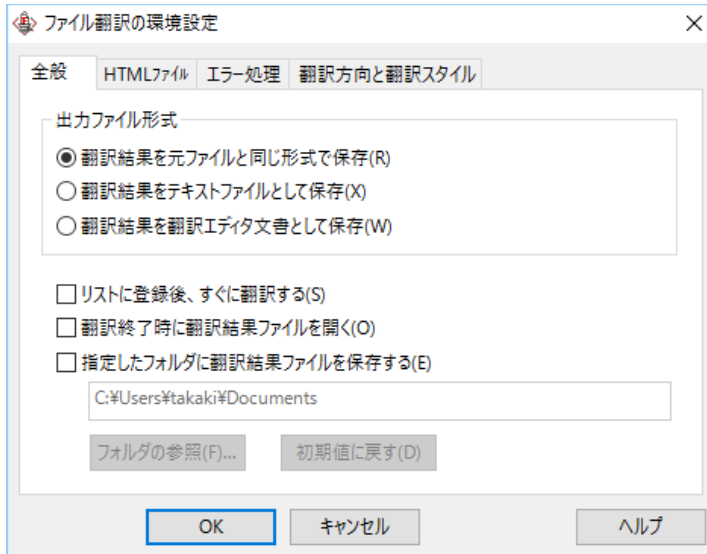 ファイル翻訳の環境設定
全般 HTMLファイル エラー処理 翻訳方向と翻訳スタイル
出力ファイル形式
翻訳結果を元ファイルと同じ形式で保存(R)
翻訳結果をテキストファイルとして保存(X)
翻訳結果を翻訳エディタ文書として保存(W)
リストに登録後、すぐに翻訳する(S)
翻訳終了時に翻訳結果ファイルを開く(O)
指定したフォルダに翻訳結果ファイルを保存する(E)
C:¥Users¥takaki¥Documents
フォルダの参照(F)... 初期値に戻す(D)
OK キャンセル ヘルプ